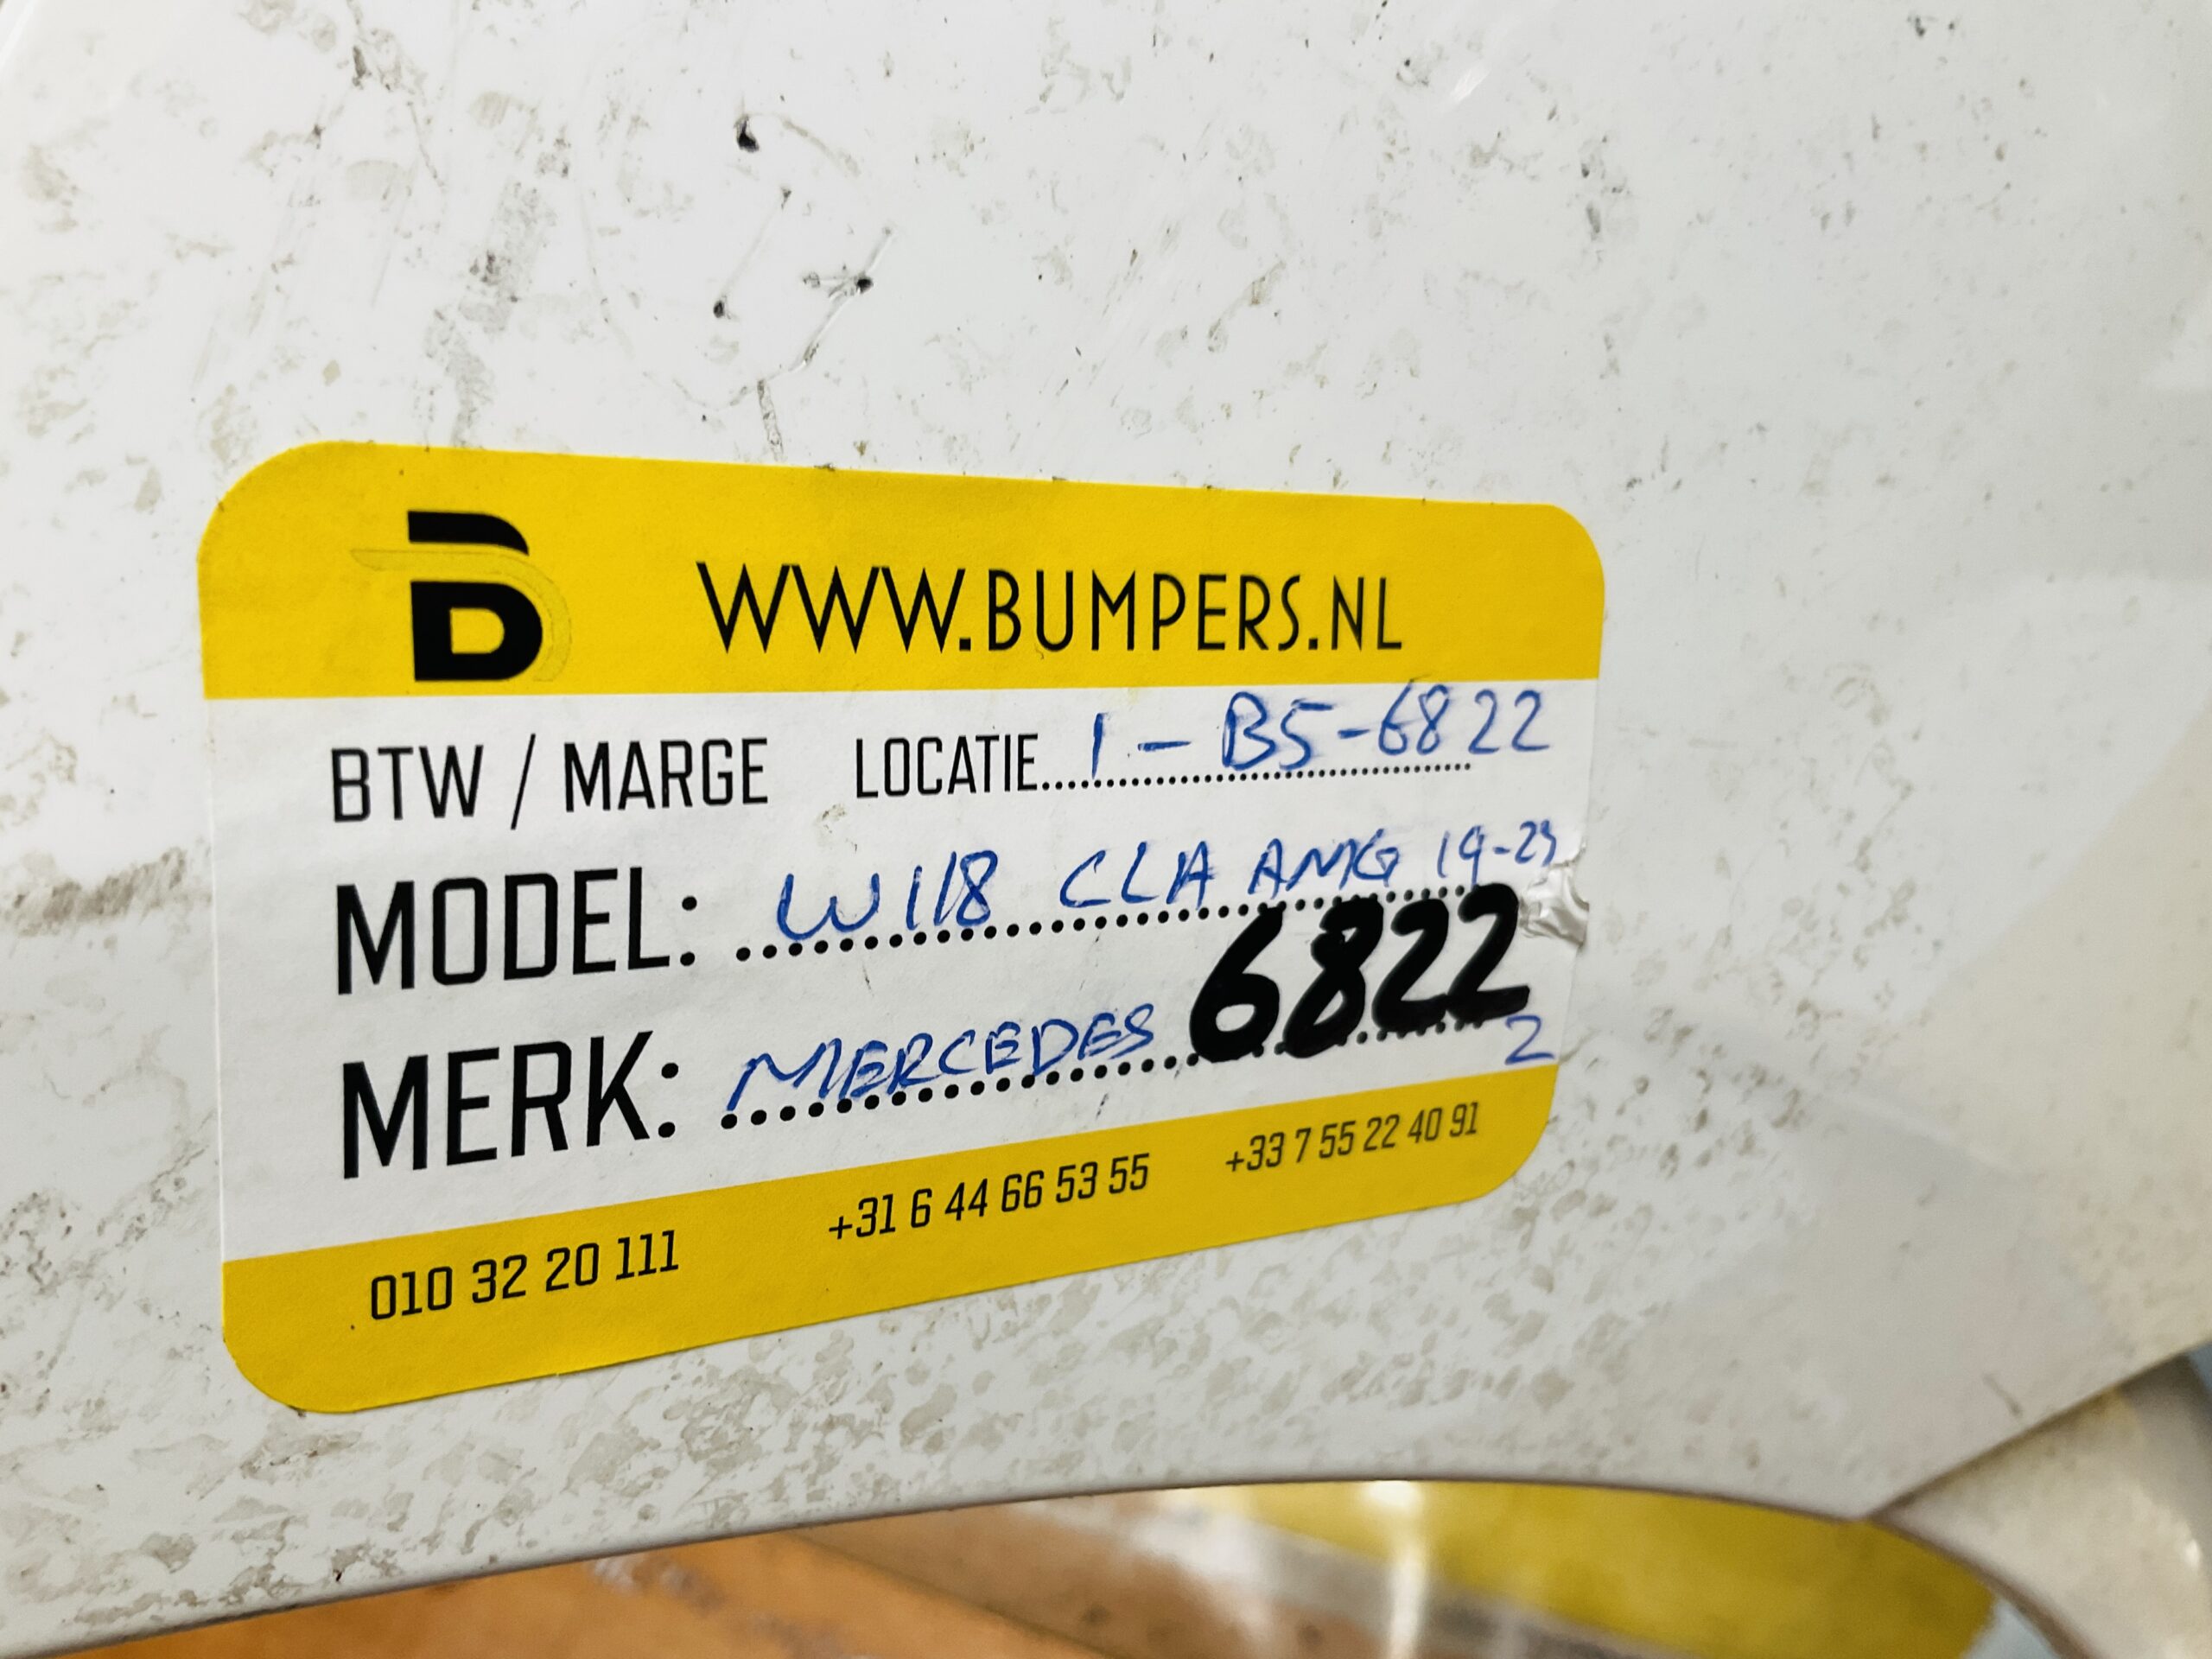 B WWW.BUMPERS.NL
BTW / MARGE LOCATIE...1-B5-6822
MODEL: W118 CLA AMG 19-23
6822
MERK: MERCEDES 2
010 32 20 111 +31 6 44 66 53 55 +33 7 55 22 40 91